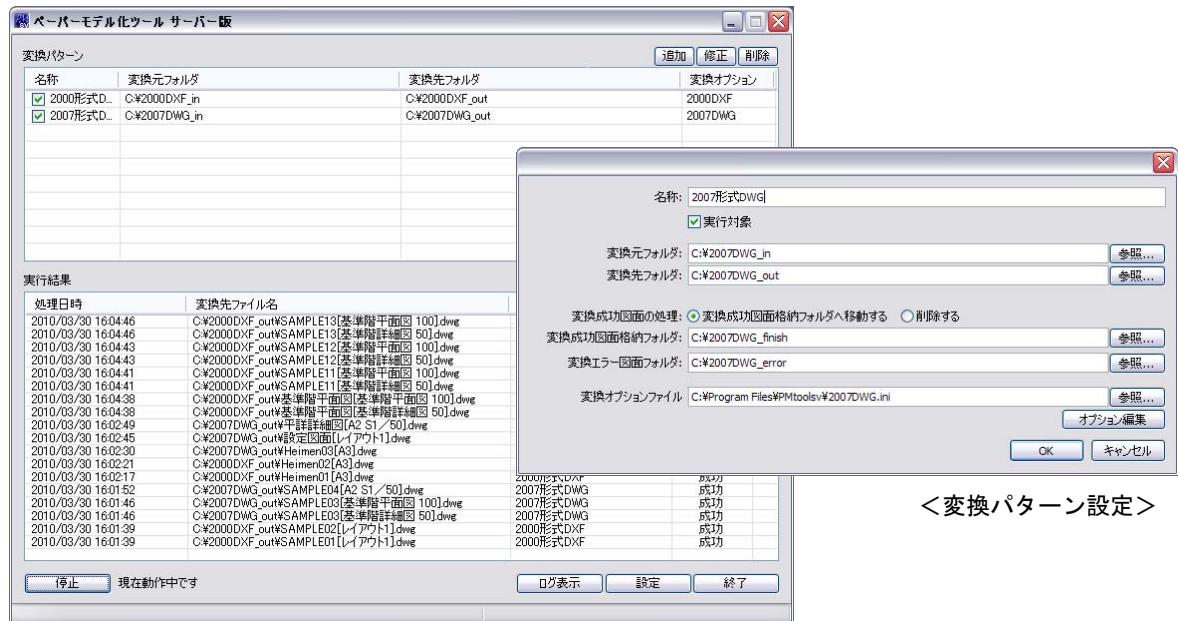 ペーパーモデル化ツール サーバー版
変換パターン
追加 修正 削除
名称 変換元フォルダ 変換先フォルダ 変換オプション
2000形式D... C:¥2000DXF_in C:¥2000DXF_out 2000DXF
2007形式D... C:¥2007DWG_in C:¥2007DWG_out 2007DWG
実行結果
処理日時 変換先ファイル名
2010/03/30 16:04:46 C:¥2000DXF_out¥SAMPLE13[基準階平面図 100].dwg
2010/03/30 16:04:46 C:¥2000DXF_out¥SAMPLE13[基準階詳細図 50].dwg
2010/03/30 16:04:43 C:¥2000DXF_out¥SAMPLE12[基準階平面図 100].dwg
2010/03/30 16:04:43 C:¥2000DXF_out¥SAMPLE12[基準階詳細図 50].dwg
2010/03/30 16:04:41 C:¥2000DXF_out¥SAMPLE11[基準階平面図 100].dwg
2010/03/30 16:04:41 C:¥2000DXF_out¥SAMPLE11[基準階詳細図 50].dwg
2010/03/30 16:04:38 C:¥2000DXF_out¥基準階平面図[基準階平面図 100].dwg
2010/03/30 16:04:38 C:¥2000DXF_out¥基準階平面図[基準階詳細図 50].dwg
2010/03/30 16:02:49 C:¥2007DWG_out¥平詳詳細図[A2 S1／50].dwg
2010/03/30 16:02:45 C:¥2007DWG_out¥設定図面[レイアウト1].dwg
2010/03/30 16:02:30 C:¥2007DWG_out¥Heimen03[A3].dwg
2010/03/30 16:02:21 C:¥2000DXF_out¥Heimen02[A3].dwg
2010/03/30 16:02:17 C:¥2000DXF_out¥Heimen01[A3].dwg 2000形式DXF 成功
2010/03/30 16:01:52 C:¥2007DWG_out¥SAMPLE04[A2 S1／50].dwg 2007形式DWG 成功
2010/03/30 16:01:46 C:¥2007DWG_out¥SAMPLE03[基準階平面図 100].dwg 2007形式DWG 成功
2010/03/30 16:01:46 C:¥2007DWG_out¥SAMPLE03[基準階詳細図 50].dwg 2007形式DWG 成功
2010/03/30 16:01:39 C:¥2000DXF_out¥SAMPLE02[レイアウト1].dwg 2000形式DXF 成功
2010/03/30 16:01:39 C:¥2000DXF_out¥SAMPLE01[レイアウト1].dwg 2000形式DXF 成功
停止 現在動作中です ログ表示 設定 終了
名称: 2007形式DWG
実行対象
変換元フォルダ: C:¥2007DWG_in 参照...
変換先フォルダ: C:¥2007DWG_out 参照...
変換成功図面の処理: 変換成功図面格納フォルダへ移動する 削除する
変換成功図面格納フォルダ: C:¥2007DWG_finish 参照...
変換エラー図面フォルダ: C:¥2007DWG_error 参照...
変換オプションファイル C:¥Program Files¥PMtoolsv¥2007DWG.ini 参照...
オプション編集
OK キャンセル
＜変換パターン設定＞